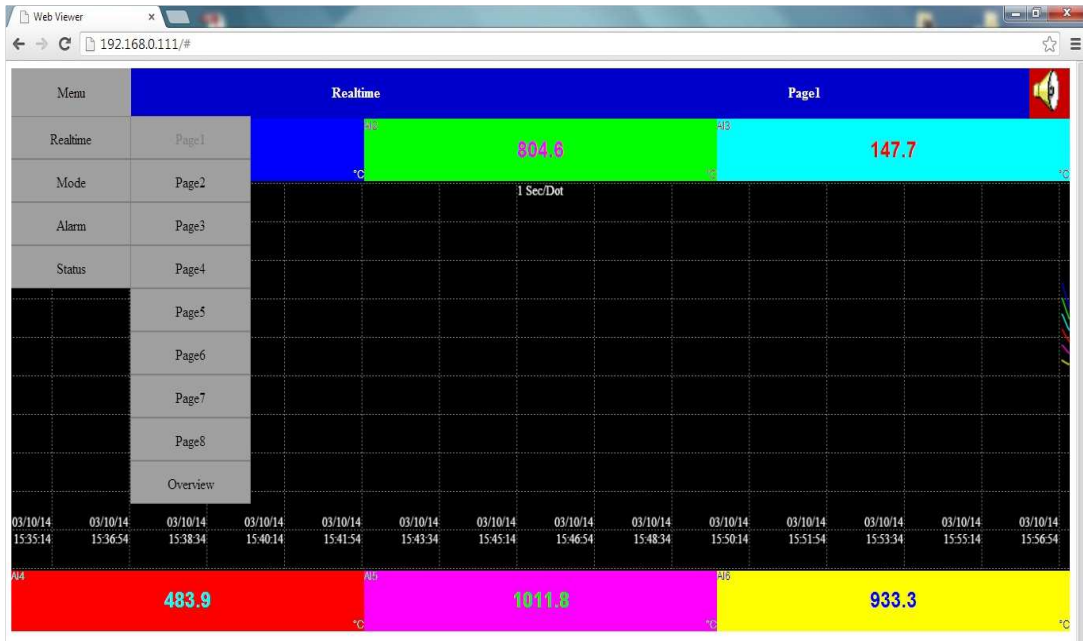 Web Viewer
192.168.0.111/#
Menu Realtime Page1
Realtime Page1 AI2 804.6 °C AI3 147.7 °C
°C
1 Sec/Dot
Mode Page2
Alarm Page3
Status Page4
Page5
Page6
Page7
Page8
Overview
03/10/14 03/10/14 03/10/14 03/10/14 03/10/14 03/10/14 03/10/14 03/10/14 03/10/14 03/10/14 03/10/14 03/10/14 03/10/14 03/10/14
15:35:14 15:36:54 15:38:34 15:40:14 15:41:54 15:43:34 15:45:14 15:46:54 15:48:34 15:50:14 15:51:54 15:53:34 15:55:14 15:56:54
AI4 483.9 °C AI5 1011.8 °C AI6 933.3 °C